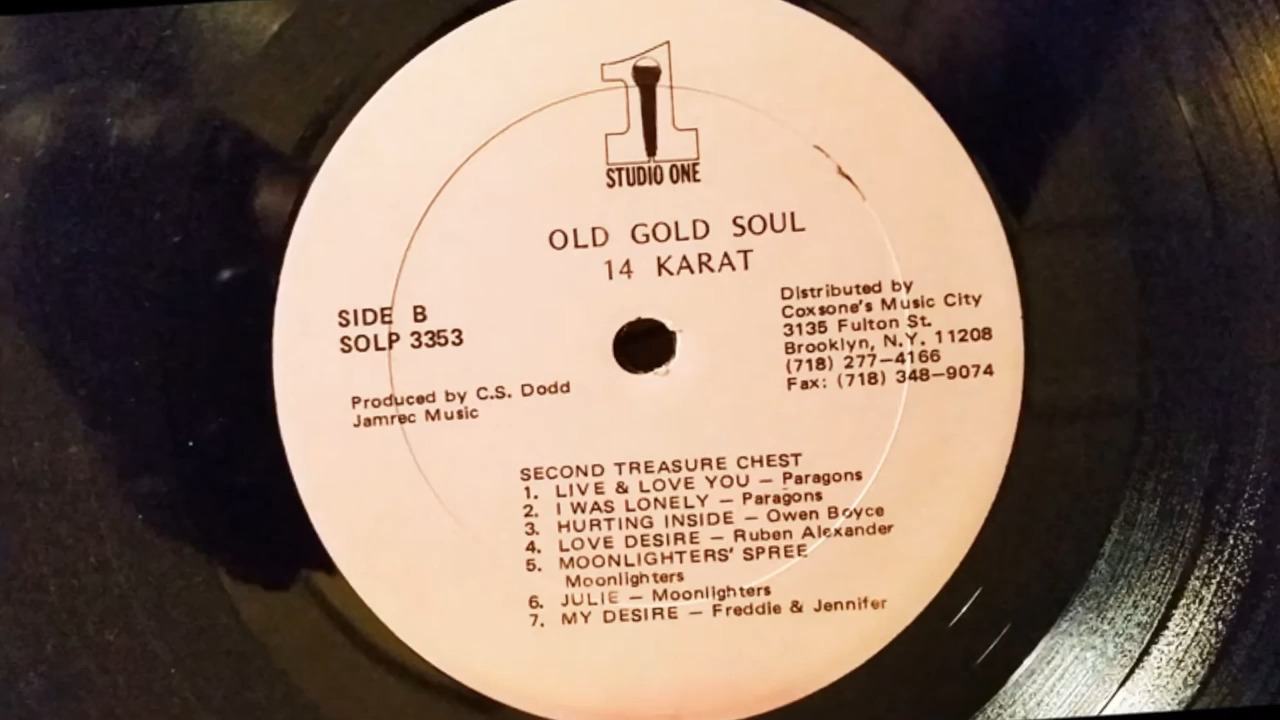 1
STUDIO ONE
OLD GOLD SOUL
14 KARAT
SIDE B
SOLP 3353
Produced by C.S. Dodd
Jamrec Music
Distributed by
Coxsone's Music City
3135 Fulton St.
Brooklyn, N.Y. 11208
(718) 277—4166
Fax: (718) 348—9074
SECOND TREASURE CHEST
1. LIVE & LOVE YOU — Paragons
2. I WAS LONELY — Paragons
3. HURTING INSIDE — Owen Boyce
4. LOVE DESIRE — Ruben Alexander
5. MOONLIGHTERS' SPREE
Moonlighters
6. JULIE — Moonlighters
7. MY DESIRE — Freddie & Jennifer